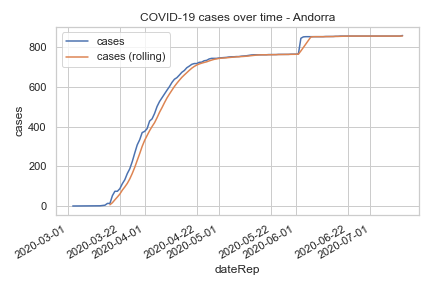 COVID-19 cases over time - Andorra
cases
cases (rolling)
cases
800
600
400
200
0
2020-03-01
2020-03-22
2020-04-01
2020-04-22
2020-05-01
2020-05-22
2020-06-01
2020-06-22
2020-07-01
dateRep